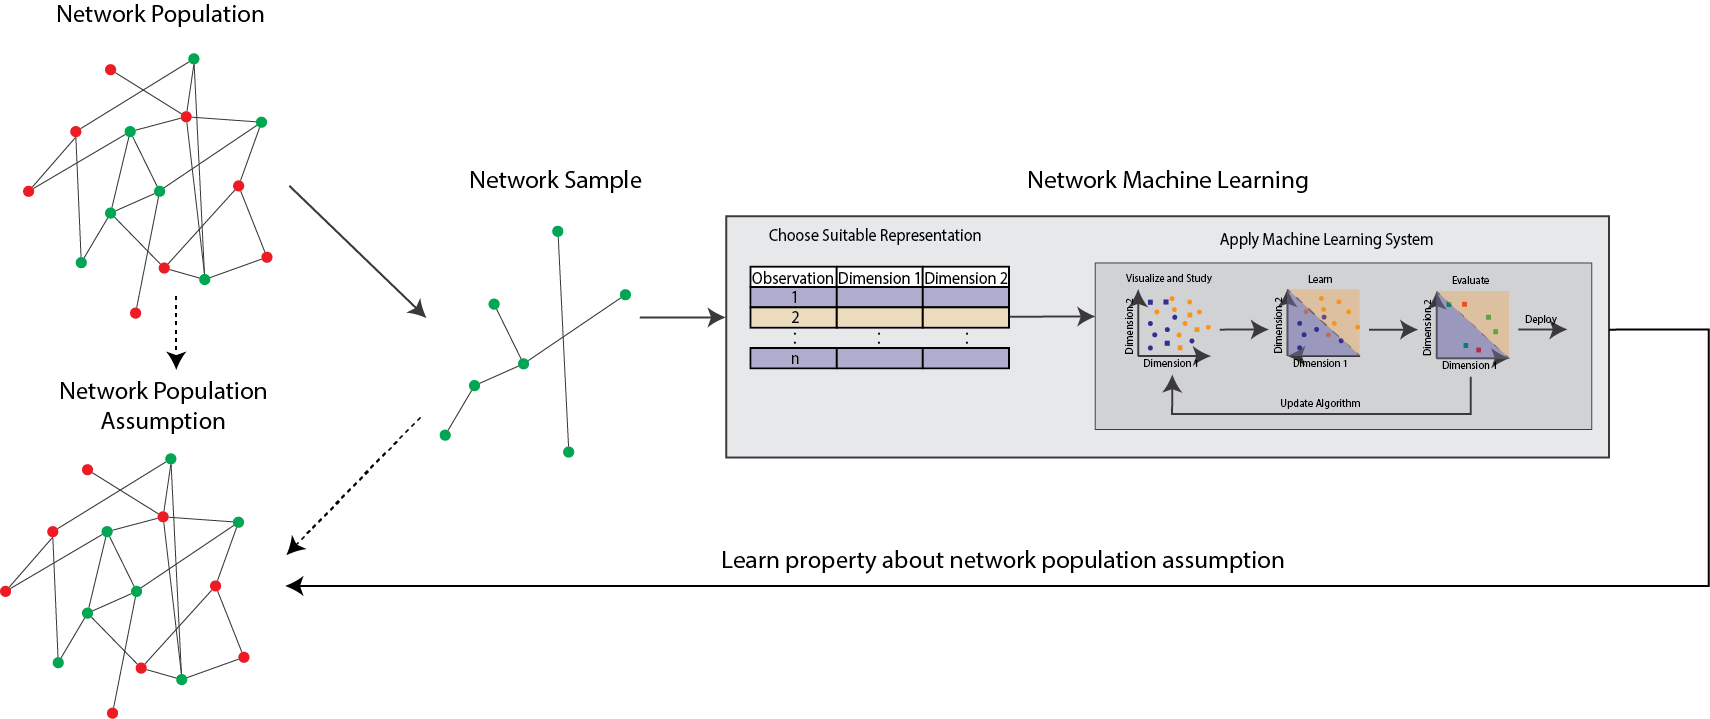 Network Population
Network Sample
Network Machine Learning
Choose Suitable Representation
Apply Machine Learning System
Observation Dimension 1 Dimension 2
1
2
n
Visualize and Study
Learn
Evaluate
Dimension 2
Dimension 1
Dimension 2
Dimension 1
Dimension 2
Dimension 1
Deploy
Update Algorithm
Network Population
Assumption
Learn property about network population assumption